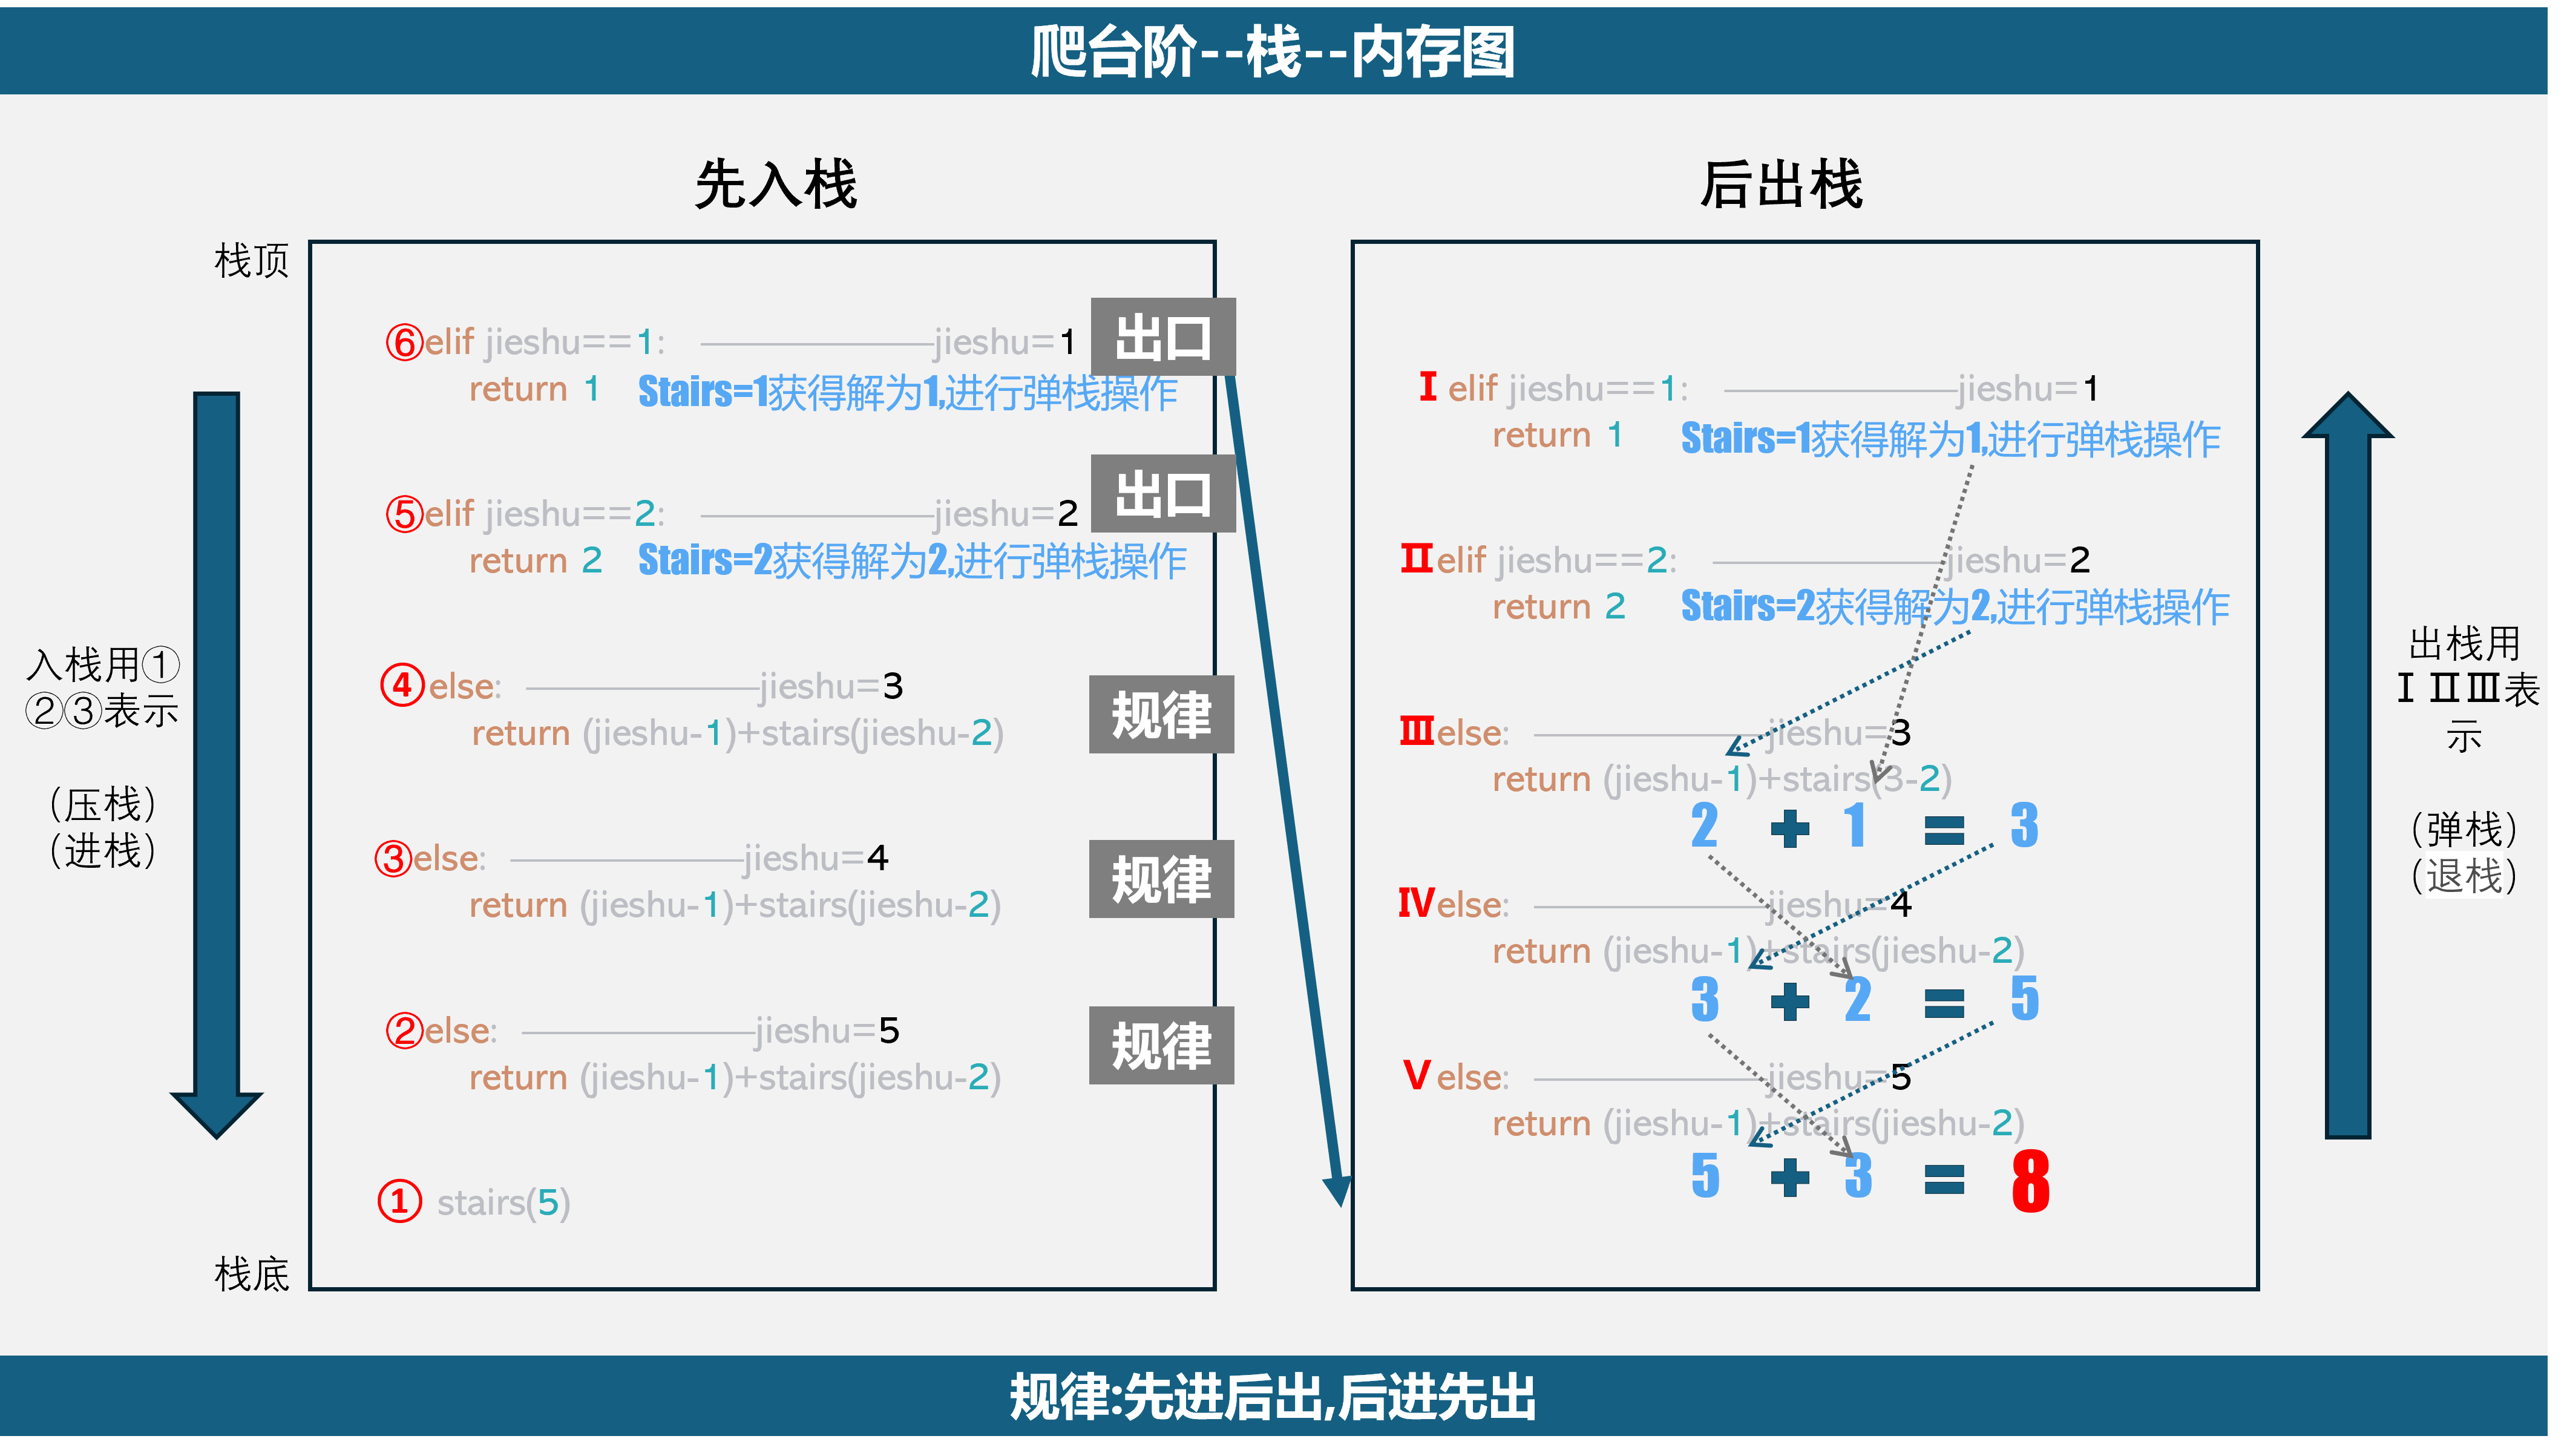 爬台阶--栈--内存图
先入栈
栈顶
⑥elif jieshu==1: jieshu=1
出口
return 1 Stairs=1获得解为1,进行弹栈操作
⑤elif jieshu==2: jieshu=2
出口
return 2 Stairs=2获得解为2,进行弹栈操作
④else: jieshu=3
return (jieshu-1)+stairs(jieshu-2)
规律
③else: jieshu=4
return (jieshu-1)+stairs(jieshu-2)
规律
②else: jieshu=5
return (jieshu-1)+stairs(jieshu-2)
规律
① stairs(5)
栈底
入栈用①
②③表示
（压栈）
（进栈）
后出栈
Ⅰ elif jieshu==1: jieshu=1
return 1 Stairs=1获得解为1,进行弹栈操作
Ⅱelif jieshu==2: jieshu=2
return 2 Stairs=2获得解为2,进行弹栈操作
Ⅲelse: jieshu=3
return (jieshu-1)+stairs(3-2)
2 + 1 = 3
Ⅳelse: jieshu=4
return (jieshu-1)+stairs(jieshu-2)
3 + 2 = 5
Ⅴ else: jieshu=5
return (jieshu-1)+stairs(jieshu-2)
5 + 3 = 8
出栈用
Ⅰ Ⅱ Ⅲ表
示
（弹栈）
（退栈）
规律:先进后出,后进先出